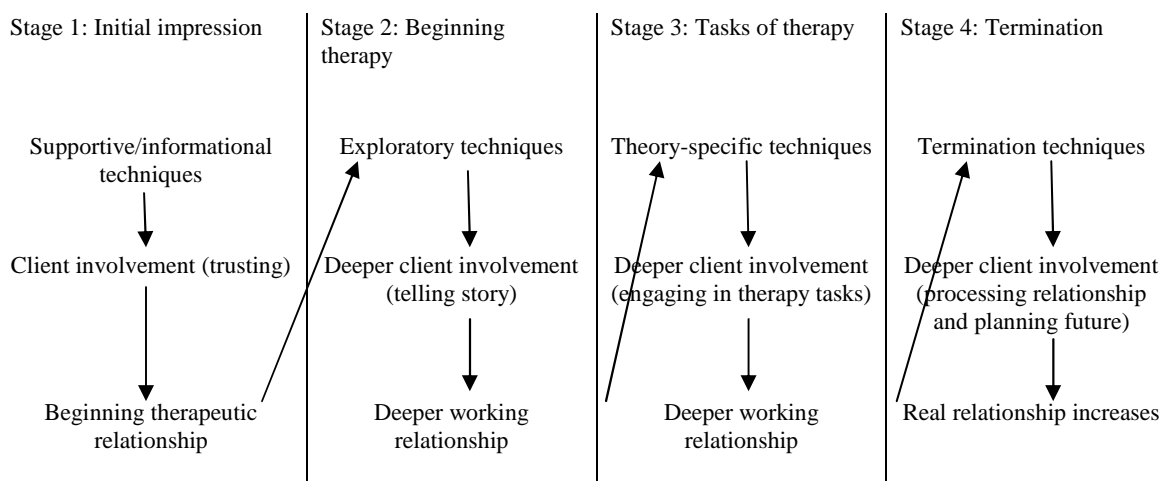 Stage 1: Initial impression
Supportive/informational
techniques
Client involvement (trusting)
Beginning therapeutic
relationship
Stage 2: Beginning
therapy
Exploratory techniques
Deeper client involvement
(telling story)
Deeper working
relationship
Stage 3: Tasks of therapy
Theory-specific techniques
Deeper client involvement
(engaging in therapy tasks)
Deeper working
relationship
Stage 4: Termination
Termination techniques
Deeper client involvement
(processing relationship
and planning future)
Real relationship increases